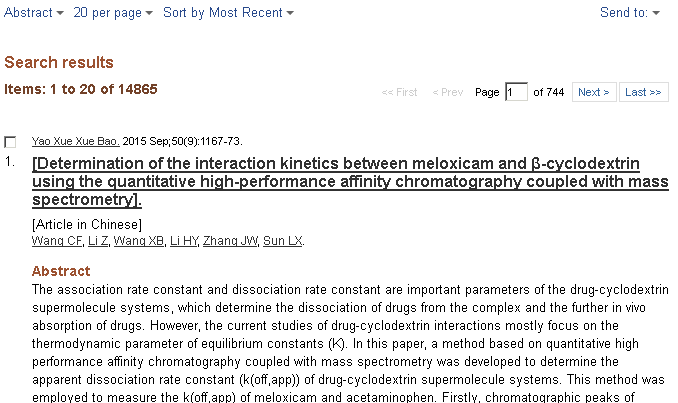 Abstract 20 per page Sort by Most Recent Send to:
Search results
Items: 1 to 20 of 14865
<< First < Prev Page 1 of 744 Next > Last >>
Yao Xue Xue Bao. 2015 Sep;50(9):1167-73.
1. [Determination of the interaction kinetics between meloxicam and β-cyclodextrin
using the quantitative high-performance affinity chromatography coupled with mass
spectrometry].
[Article in Chinese]
Wang CF, Li Z, Wang XB, Li HY, Zhang JW, Sun LX.
Abstract
The association rate constant and dissociation rate constant are important parameters of the drug-cyclodextrin
supermolecule systems, which determine the dissociation of drugs from the complex and the further in vivo
absorption of drugs. However, the current studies of drug-cyclodextrin interactions mostly focus on the
thermodynamic parameter of equilibrium constants (K). In this paper, a method based on quantitative high
performance affinity chromatography coupled with mass spectrometry was developed to determine the
apparent dissociation rate constant (k(off,app)) of drug-cyclodextrin supermolecule systems. This method was
employed to measure the k(off,app) of meloxicam and acetaminophen. Firstly, chromatographic peaks of